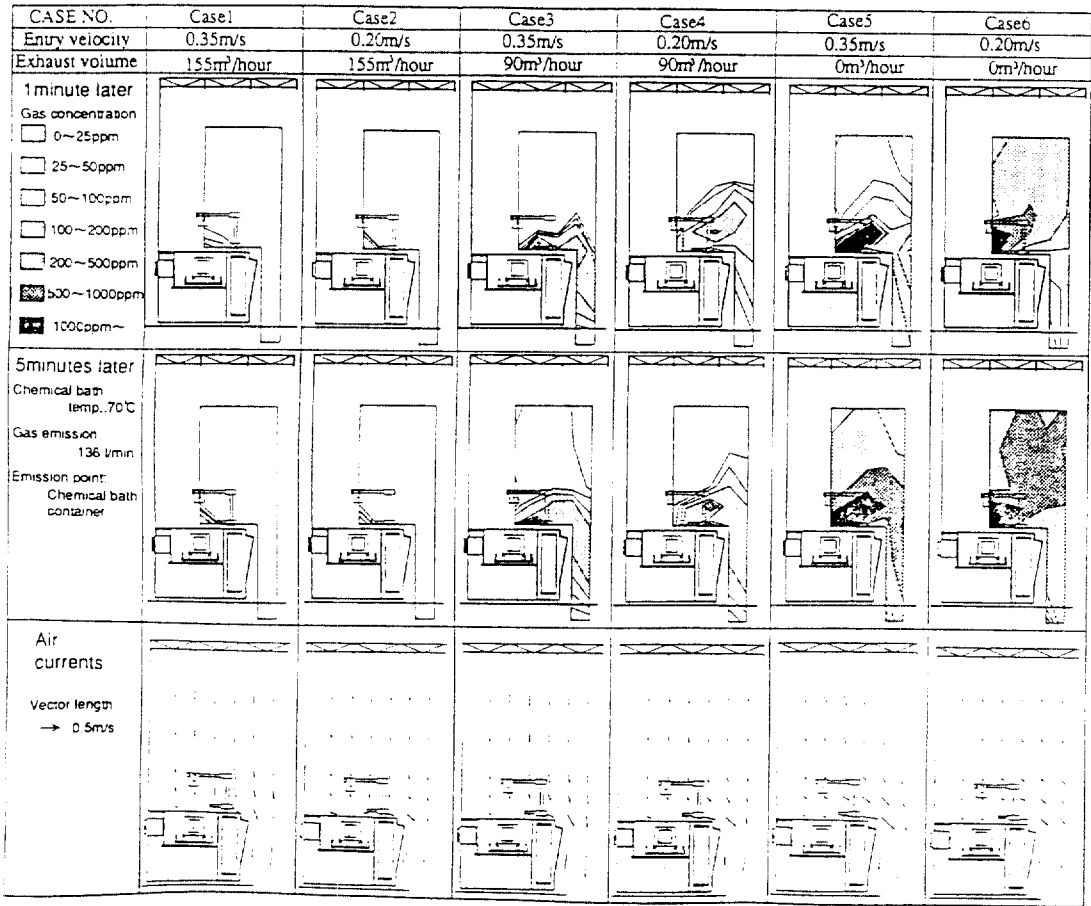 CASE NO. Case1 Case2 Case3 Case4 Case5 Case6
Entry velocity 0.35m/s 0.20m/s 0.35m/s 0.20m/s 0.35m/s 0.20m/s
Exhaust volume 155m³/hour 155m³/hour 90m³/hour 90m³/hour 0m³/hour 0m³/hour
1minute later
Gas concentration
0~25ppm
25~50ppm
50~100ppm
100~200ppm
200~500ppm
500~1000ppm
1000ppm~
5minutes later
Chemical bath
temp..70℃
Gas emission
136 l/min
Emission point:
Chemical bath
container
Air
currents
Vector length
→ 0.5m/s